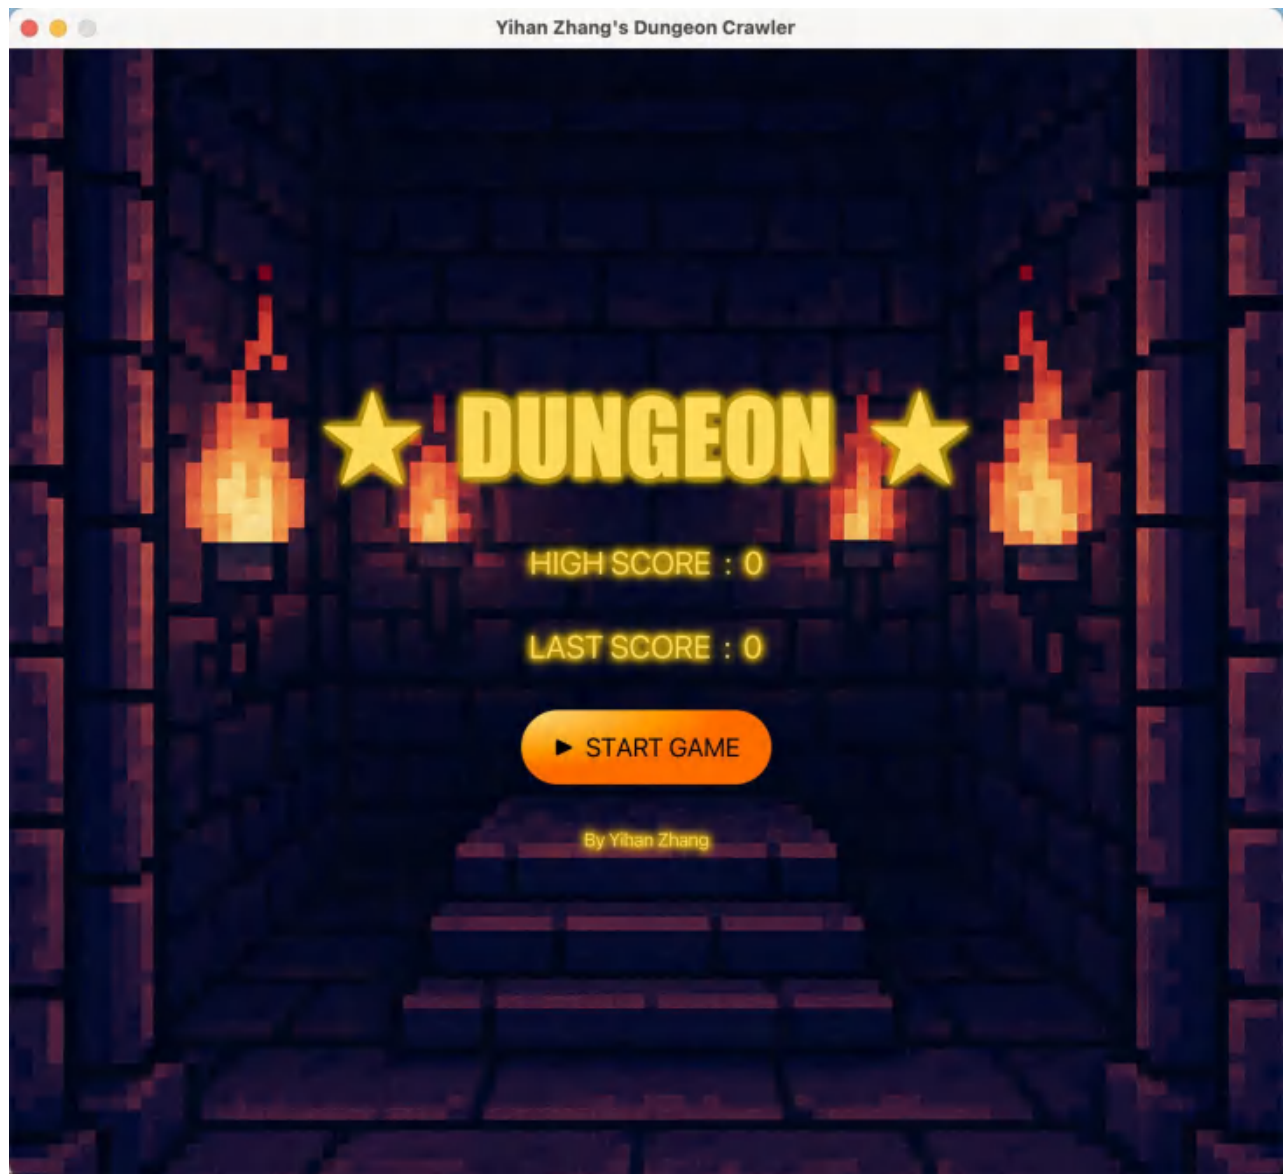 Yihan Zhang's Dungeon Crawler
★ DUNGEON ★
HIGH SCORE : 0
LAST SCORE : 0
► START GAME
By Yihan Zhang